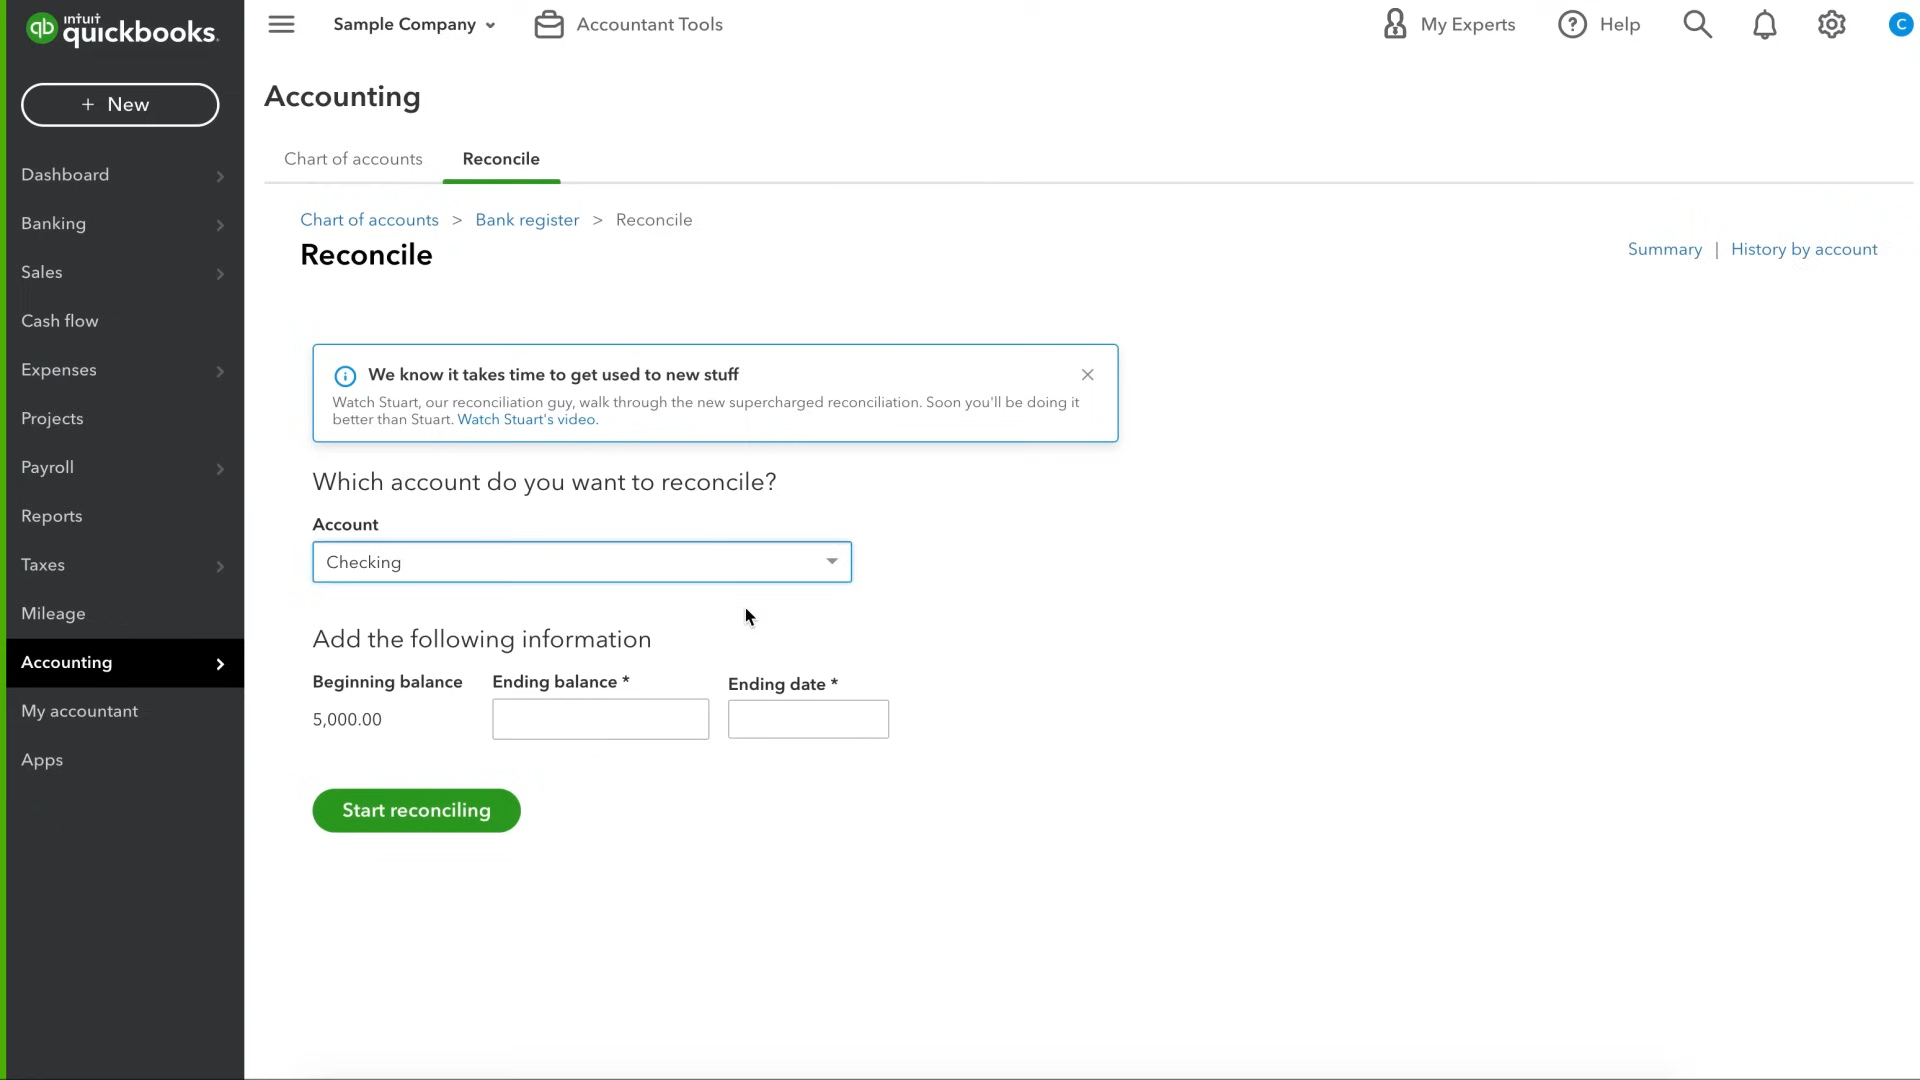 intuit
quickbooks.
Sample Company
Accountant Tools
My Experts
Help
C
+ New
Dashboard
Banking
Sales
Cash flow
Expenses
Projects
Payroll
Reports
Taxes
Mileage
Accounting
My accountant
Apps
Accounting
Chart of accounts Reconcile
Chart of accounts > Bank register > Reconcile
Reconcile
Summary | History by account
We know it takes time to get used to new stuff
Watch Stuart, our reconciliation guy, walk through the new supercharged reconciliation. Soon you'll be doing it
better than Stuart. Watch Stuart's video.
Which account do you want to reconcile?
Account
Checking
Add the following information
Beginning balance Ending balance * Ending date *
5,000.00
Start reconciling